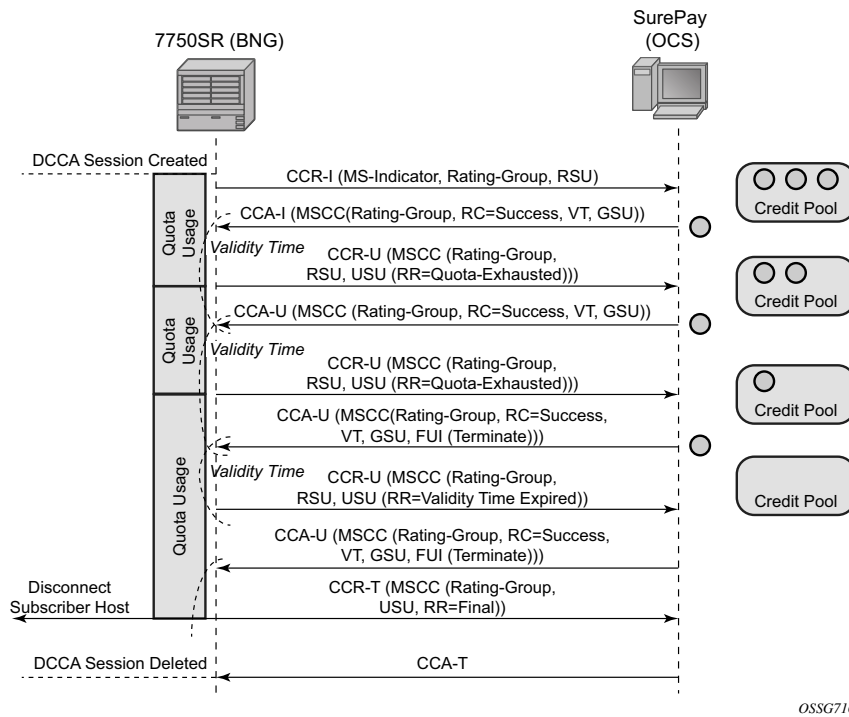 SurePay
(OCS)
7750SR (BNG)
DCCA Session Created
CCR-I (MS-Indicator, Rating-Group, RSU)
Credit Pool
CCA-I (MSCC(Rating-Group, RC=Success, VT, GSU))
Quota
Usage
Validity Time
CCR-U (MSCC (Rating-Group,
RSU, USU (RR=Quota-Exhausted)))
Credit Pool
CCA-U (MSCC (Rating-Group, RC=Success, VT, GSU))
Quota
Usage
Validity Time
CCR-U (MSCC (Rating-Group,
RSU, USU (RR=Quota-Exhausted)))
Credit Pool
CCA-U (MSCC(Rating-Group, RC=Success,
VT, GSU, FUI (Terminate)))
Quota Usage
Validity Time
CCR-U (MSCC (Rating-Group,
RSU, USU (RR=Validity Time Expired))
Credit Pool
CCA-U (MSCC (Rating-Group, RC=Success,
VT, GSU, FUI (Terminate)))
Disconnect
Subscriber Host
CCR-T (MSCC (Rating-Group,
USU, RR=Final))
DCCA Session Deleted
CCA-T